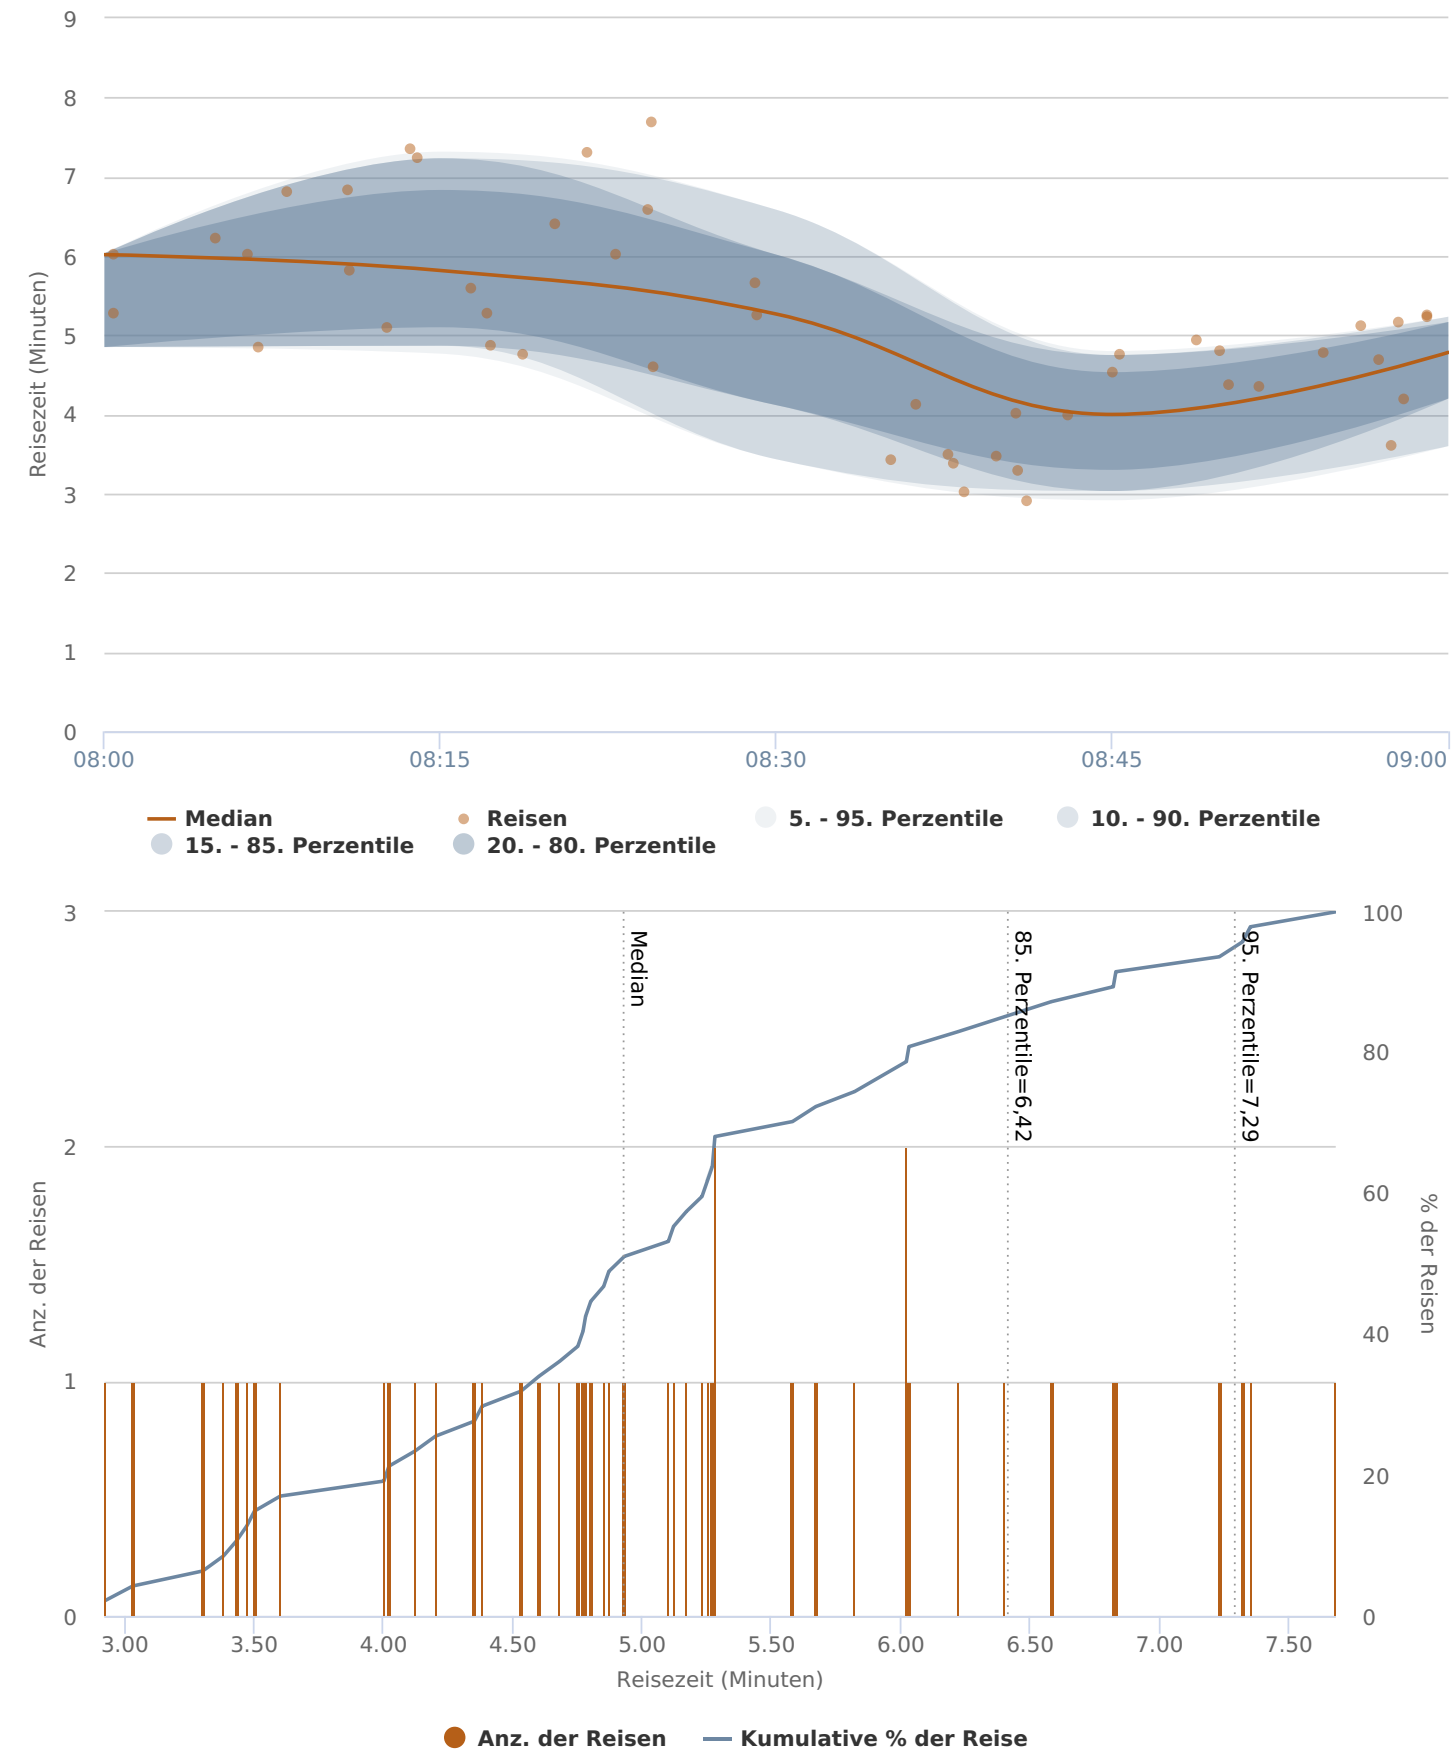 9
8
7
6
5
4
3
2
1
0
Reisezeit (Minuten)
08:00 08:15 08:30 08:45 09:00
Median Reisen 5. - 95. Perzentile 10. - 90. Perzentile
15. - 85. Perzentile 20. - 80. Perzentile
3
2
1
0
Anz. der Reisen
Median
85. Perzentile=6,42
95. Perzentile=7,29
100
80
60
40
20
0
% der Reisen
3.00 3.50 4.00 4.50 5.00 5.50 6.00 6.50 7.00 7.50
Reisezeit (Minuten)
Anz. der Reisen Kumulative % der Reise